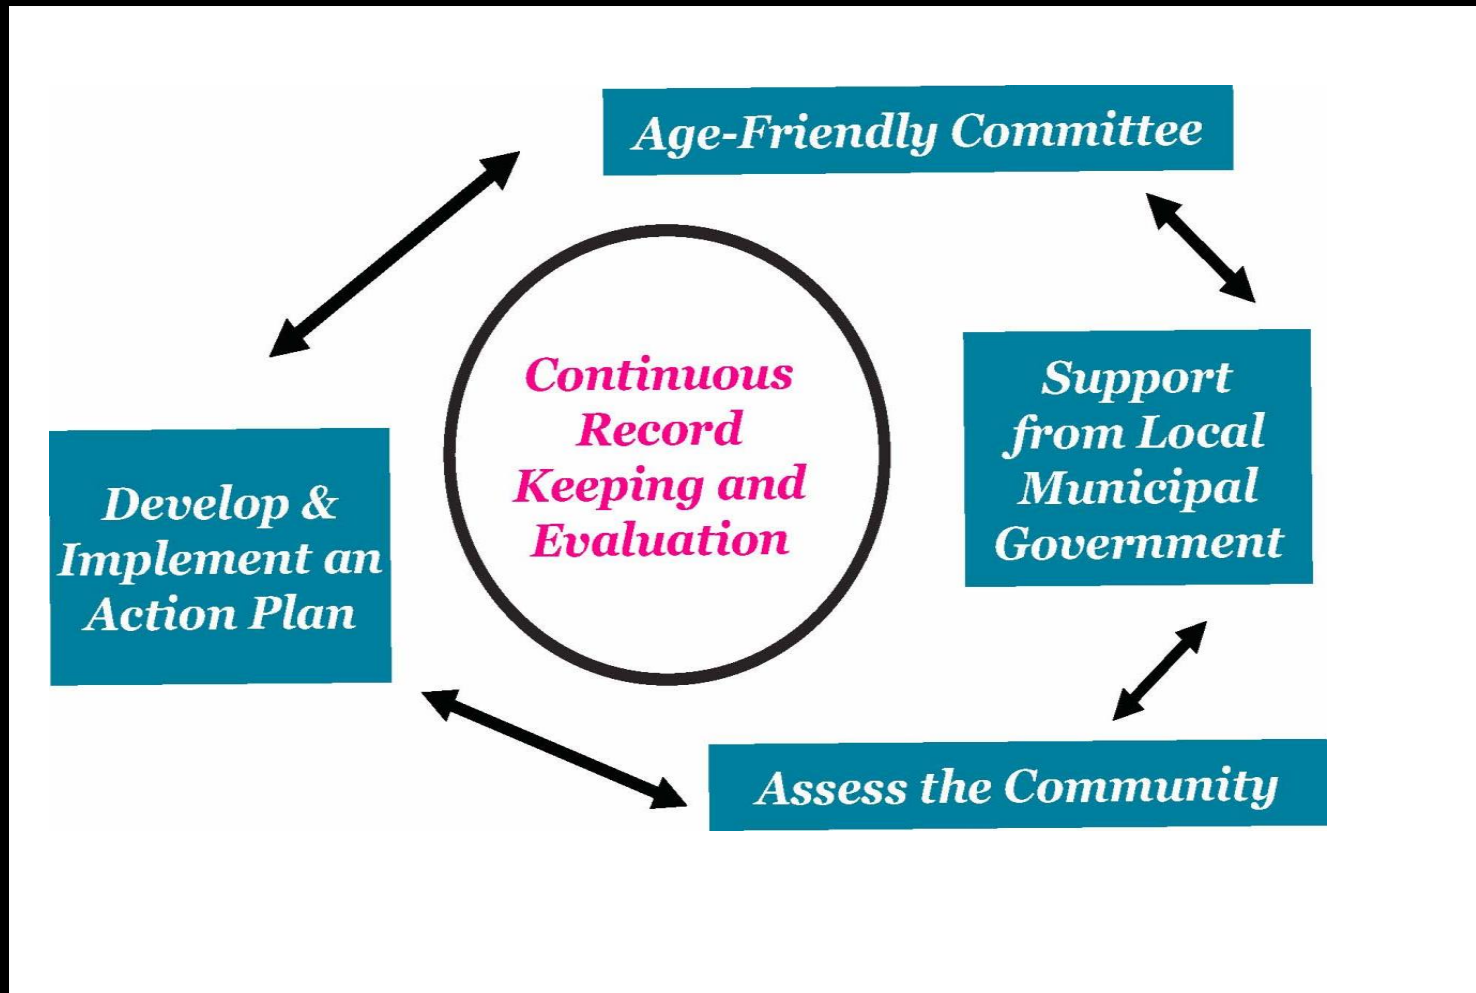 Age-Friendly Committee
Continuous
Record
Keeping and
Evaluation
Support
from Local
Municipal
Government
Develop &
Implement an
Action Plan
Assess the Community